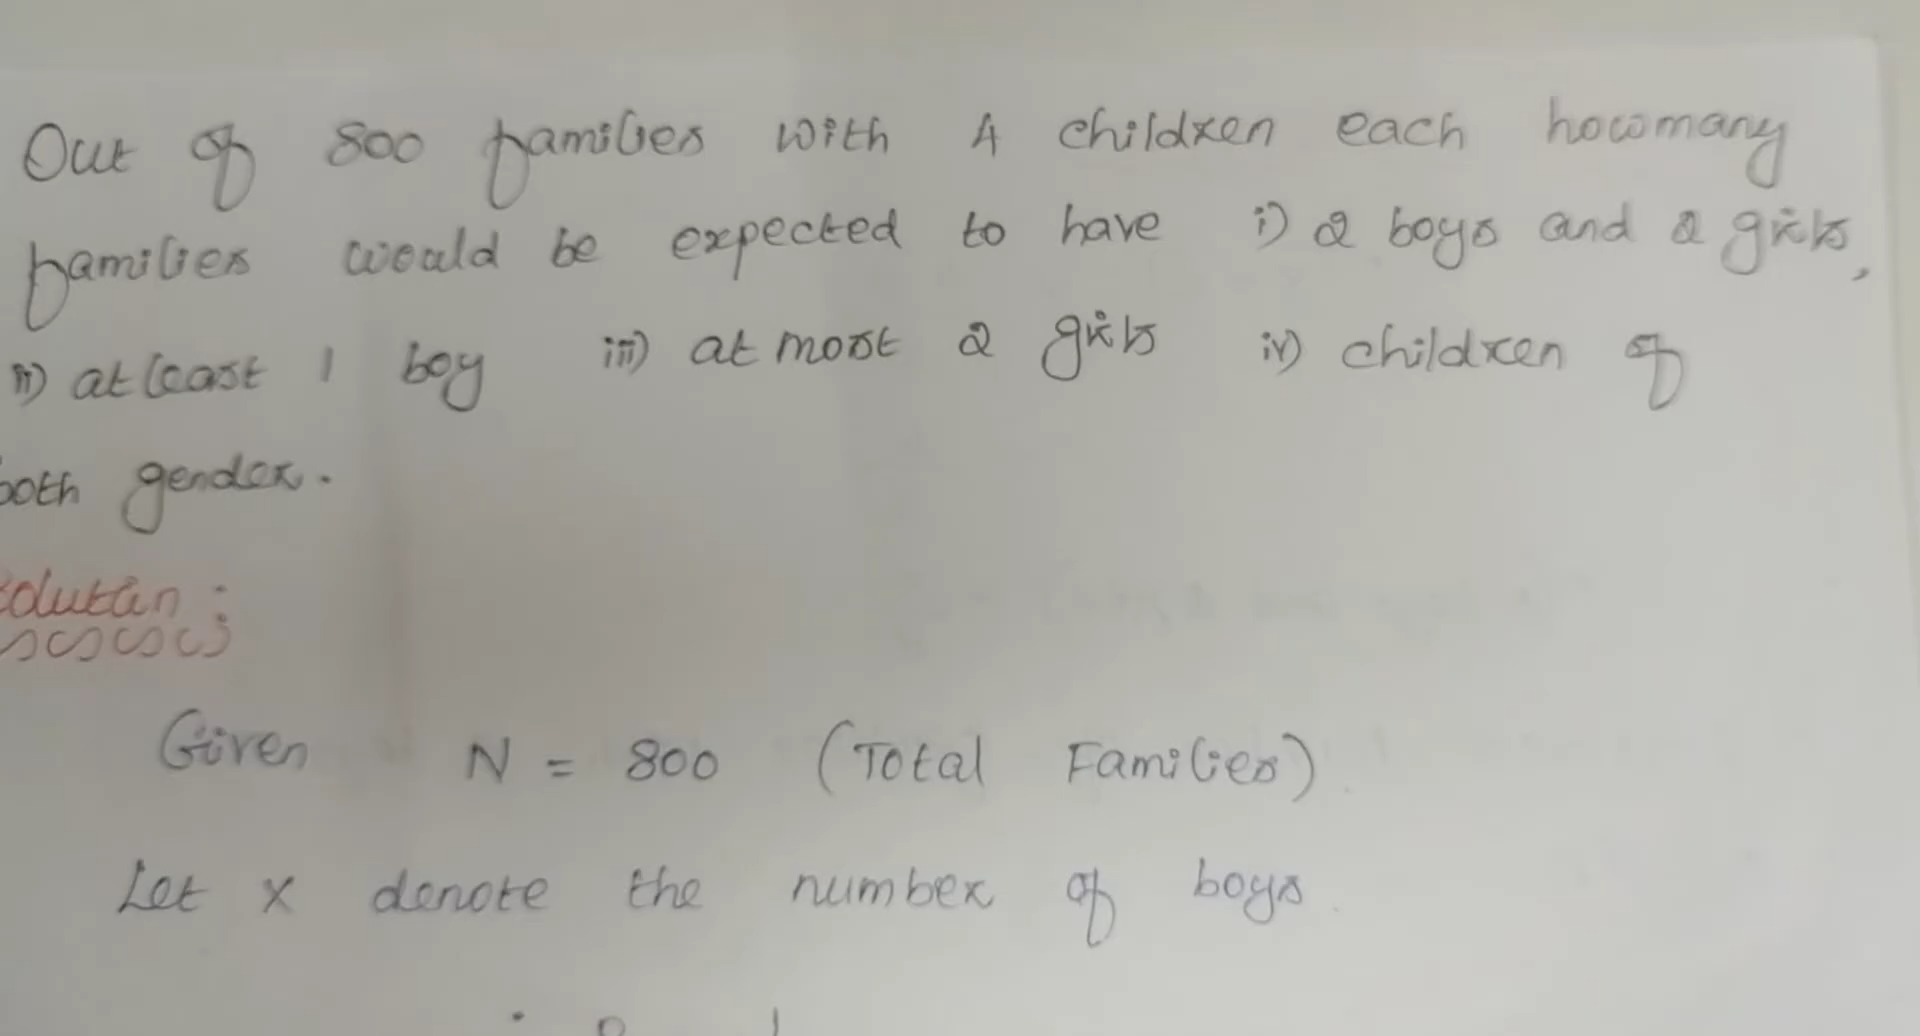 Out of 800 families with 4 children each howmany
families would be expected to have i) 2 boys and 2 girls,
ii) atleast 1 boy iii) at most 2 girls iv) children of
both gender.
solution:
Given N = 800 (Total Families)
Let x denote the number of boys